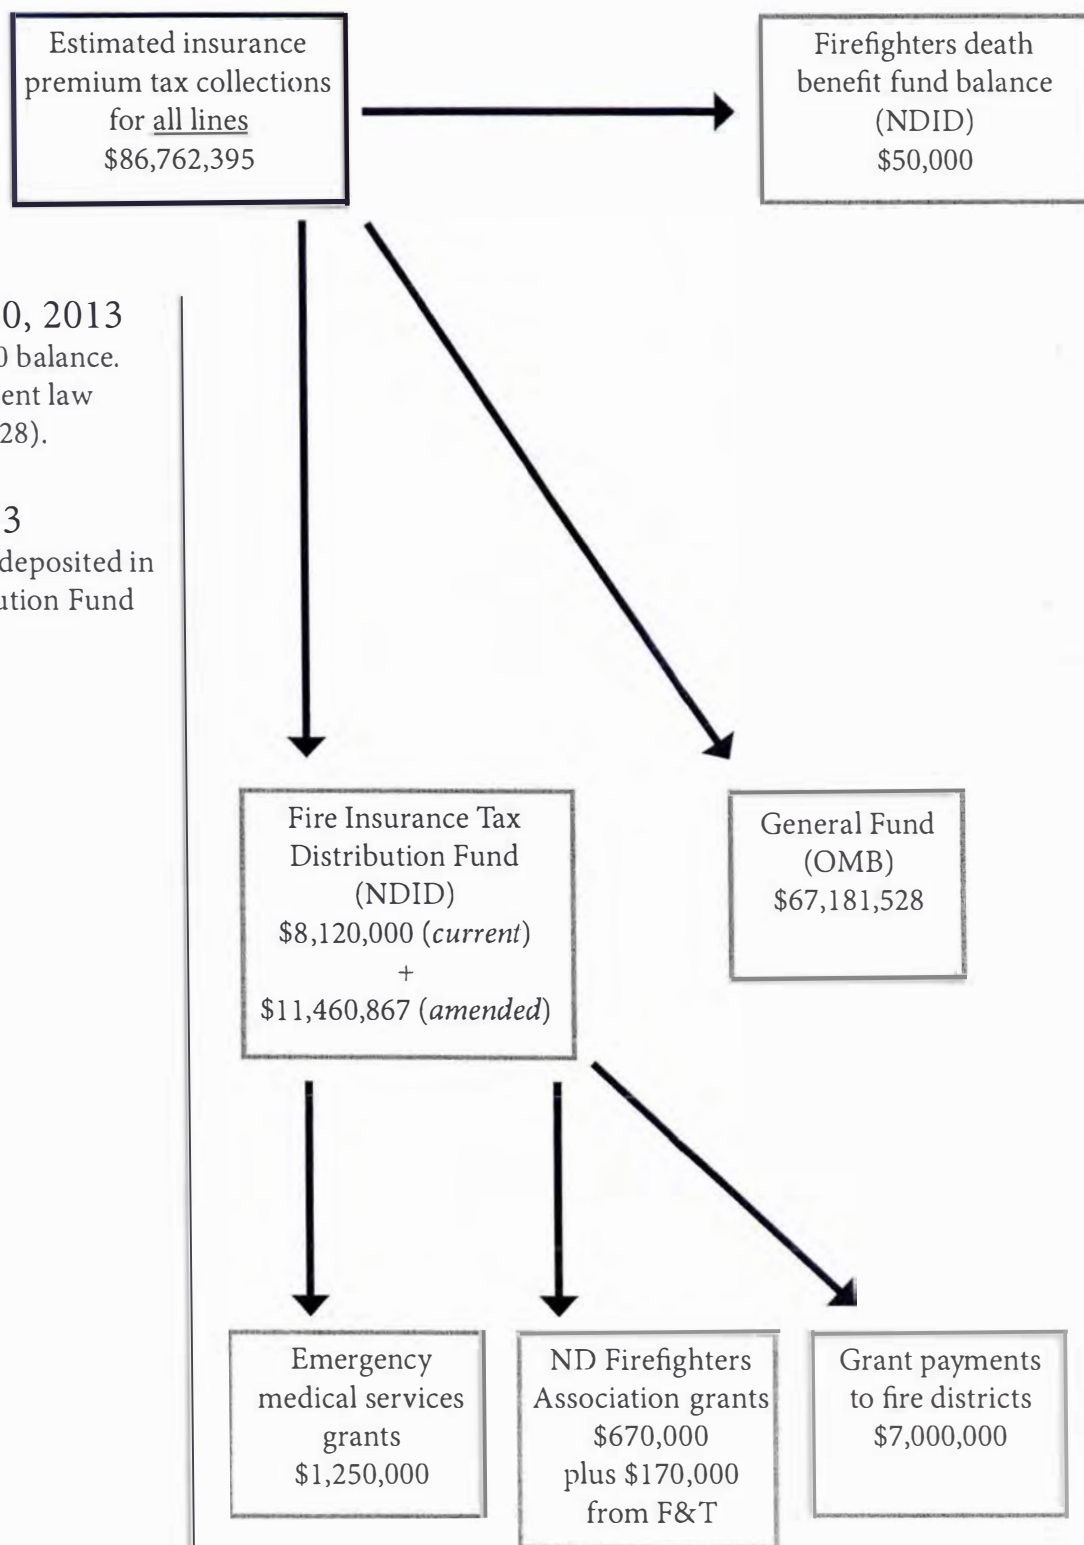 Estimated insurance
premium tax collections
for all lines
$86,762,395
Firefighters death
benefit fund balance
(NDID)
$50,000
0, 2013
0 balance.
ent law
28).
3
deposited in
ution Fund
Fire Insurance Tax
Distribution Fund
(NDID)
$8,120,000 (current)
+
$11,460,867 (amended)
General Fund
(OMB)
$67,181,528
Emergency
medical services
grants
$1,250,000
ND Firefighters
Association grants
$670,000
plus $170,000
from F&T
Grant payments
to fire districts
$7,000,000